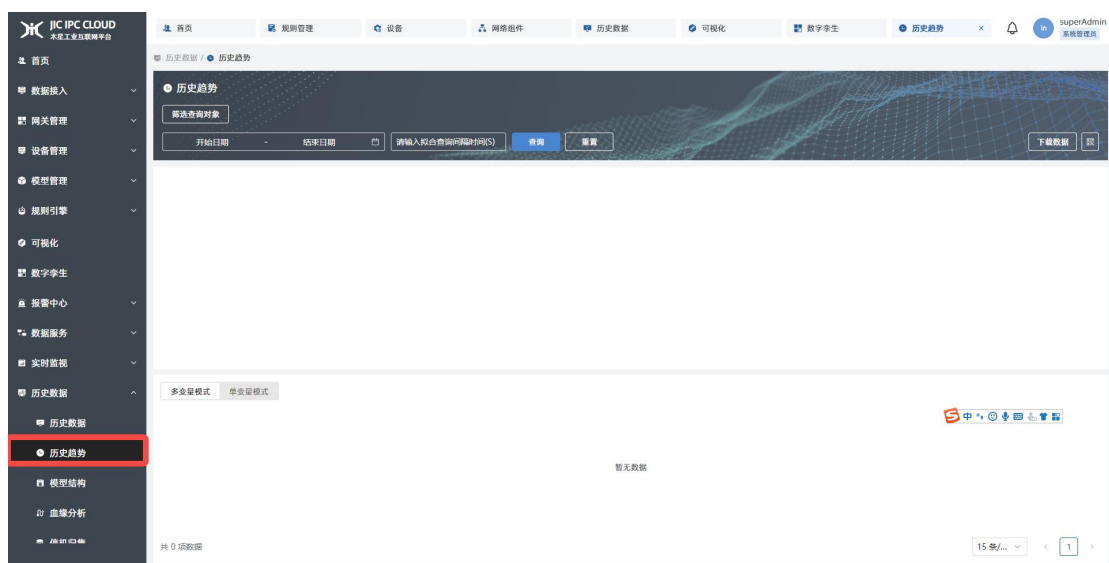 JIC IPC CLOUD
木星工业互联网平台
首页
规则管理
设备
网络组件
历史数据
可视化
数字孪生
历史趋势
×
in
superAdmin
系统管理员
首页
数据接入
网关管理
设备管理
模型管理
规则引擎
可视化
数字孪生
报警中心
数据服务
实时监视
历史数据
历史数据
历史趋势
模型结构
血缘分析
历史数据 / 历史趋势
历史趋势
筛选查询对象
开始日期 - 结束日期 请输入拟合查询间隔时间(S) 查询 重置 下载数据
多变量模式 单变量模式
中
暂无数据
共 0 项数据
15 条/... < 1 >